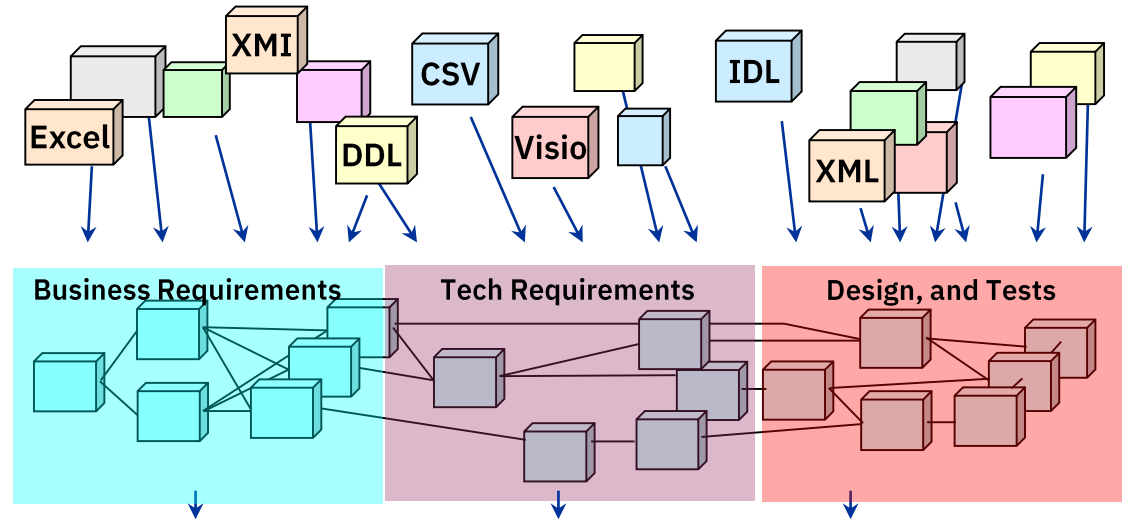 XMI
CSV
IDL
Excel
DDL
Visio
XML
Business Requirements
Tech Requirements
Design, and Tests